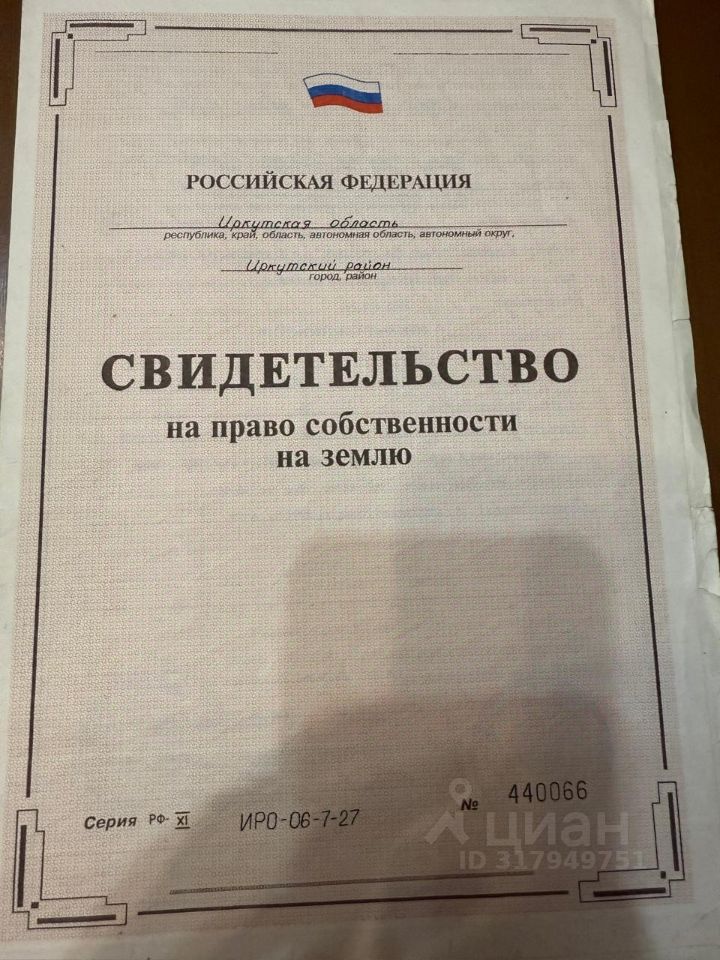 РОССИЙСКАЯ ФЕДЕРАЦИЯ
Иркутская область
республика, край, область, автономная область, автономный округ,
Иркутский район
город, район
СВИДЕТЕЛЬСТВО
на право собственности
на землю
Серия РФ-XI ИРО-06-7-27 № 440066
циан
ID 317949751